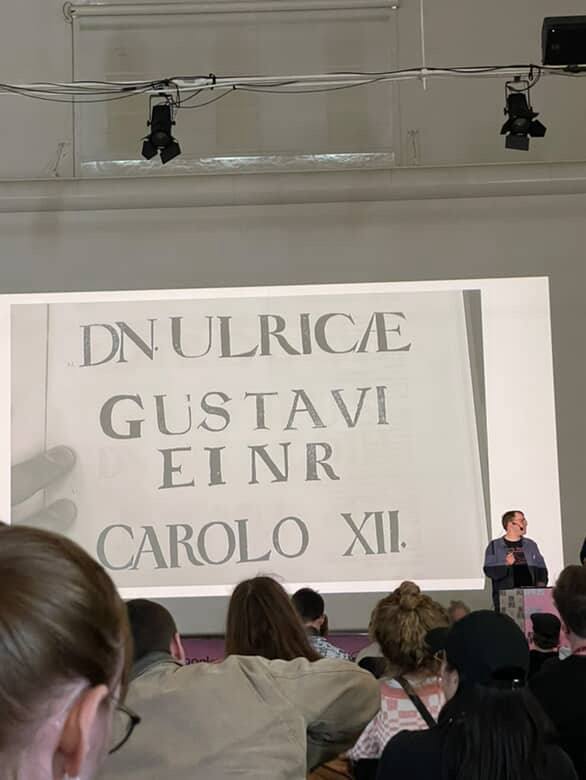 DN. ULRICÆ
GUSTAVI
EINR
CAROLO XII.